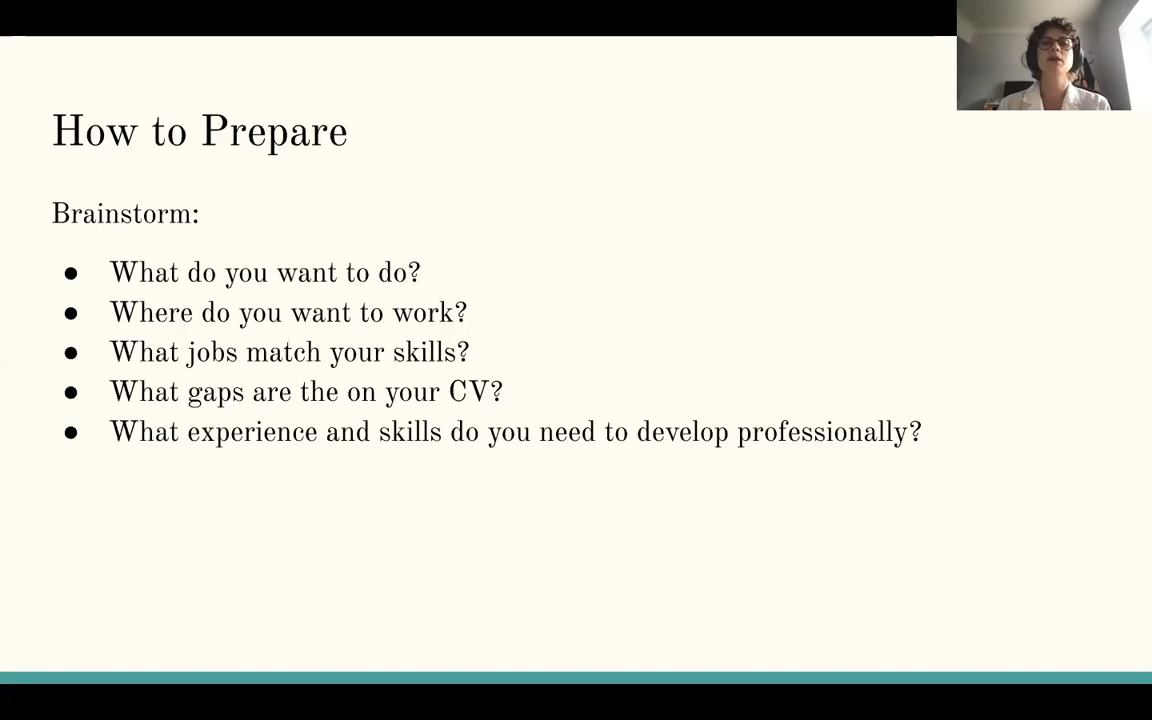 How to Prepare
Brainstorm:
● What do you want to do?
● Where do you want to work?
● What jobs match your skills?
● What gaps are the on your CV?
● What experience and skills do you need to develop professionally?